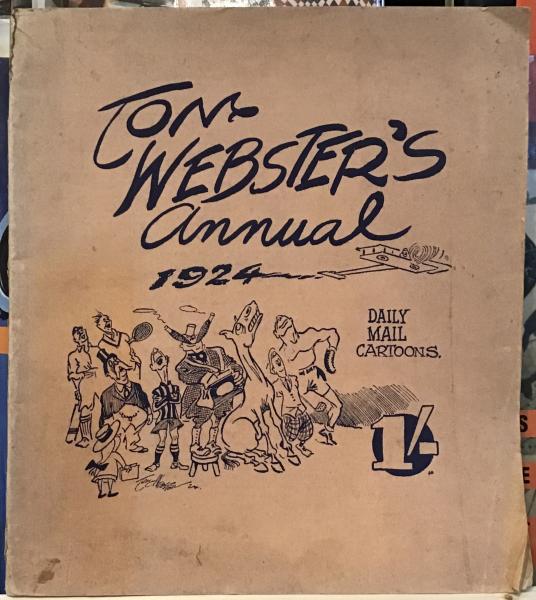 TOM
WEBSTER'S
annual
1924
DAILY
MAIL
CARTOONS.
1/-
S
E